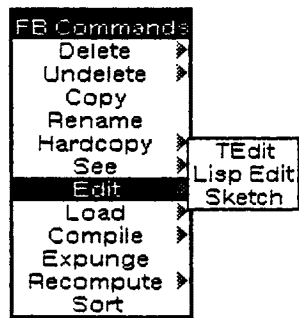 FB Commands
Delete
Undelete
Copy
Rename
Hardcopy
See
Edit
Load
Compile
Expunge
Recompute
Sort
TEdit
Lisp Edit
Sketch